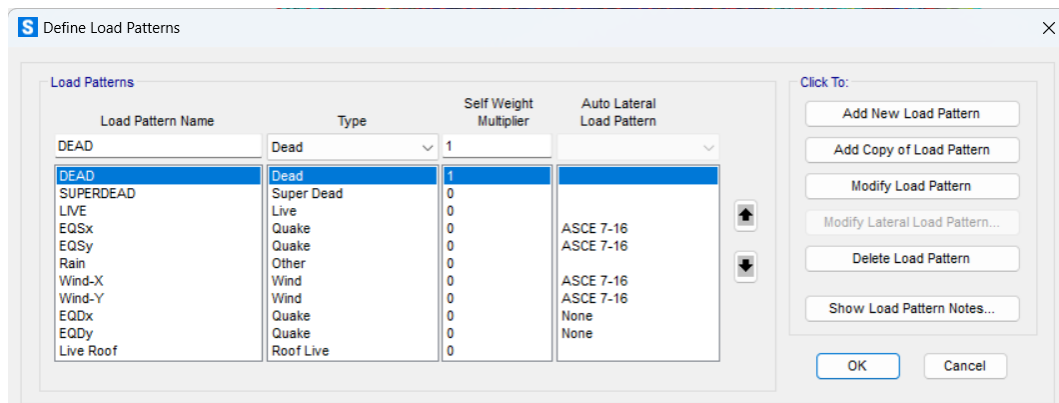 S Define Load Patterns
Load Patterns
Click To:
Load Pattern Name Type Self Weight Multiplier Auto Lateral Load Pattern
DEAD Dead 1
DEAD Dead 1
SUPERDEAD Super Dead 0
LIVE Live 0
EQSx Quake 0 ASCE 7-16
EQSy Quake 0 ASCE 7-16
Rain Other 0
Wind-X Wind 0 ASCE 7-16
Wind-Y Wind 0 ASCE 7-16
EQDx Quake 0 None
EQDy Quake 0 None
Live Roof Roof Live 0
Add New Load Pattern
Add Copy of Load Pattern
Modify Load Pattern
Modify Lateral Load Pattern...
Delete Load Pattern
Show Load Pattern Notes...
OK Cancel